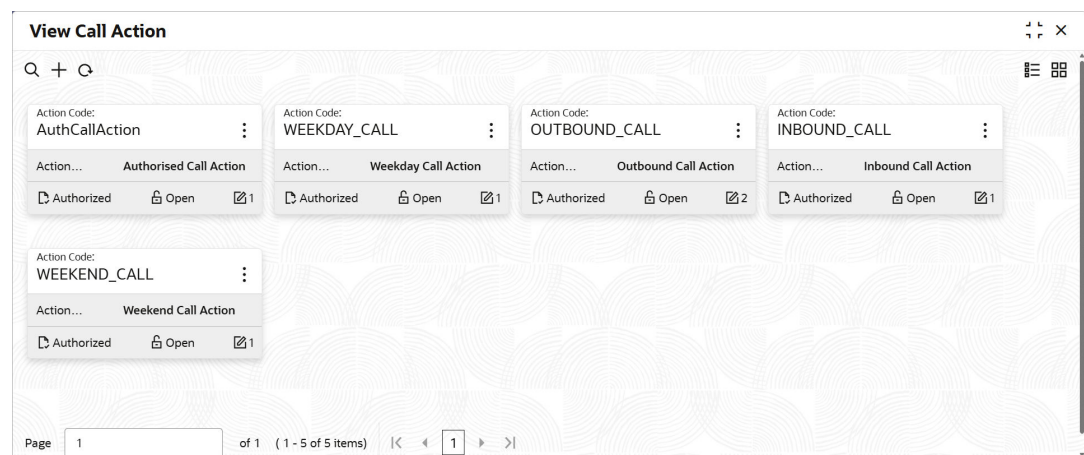 View Call Action
Action Code: Action Code: Action Code: Action Code:
AuthCallAction WEEKDAY_CALL OUTBOUND_CALL INBOUND_CALL
Action... Authorised Call Action Action... Weekday Call Action Action... Outbound Call Action Action... Inbound Call Action
Authorized Open 1 Authorized Open 1 Authorized Open 2 Authorized Open 1
Action Code:
WEEKEND_CALL
Action... Weekend Call Action
Authorized Open 1
Page 1 of 1 ( 1 - 5 of 5 items) 1